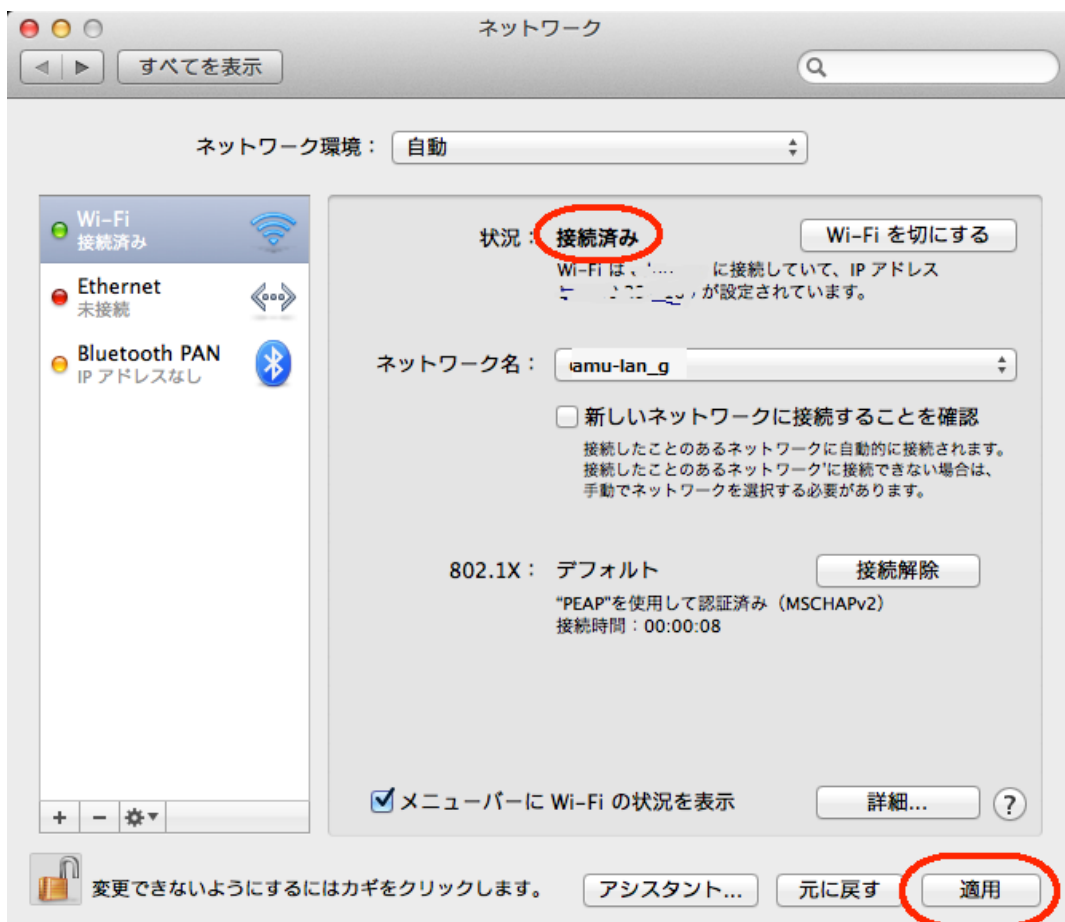 ネットワーク
すべてを表示
ネットワーク環境： 自動
Wi-Fi
接続済み
Ethernet
未接続
Bluetooth PAN
IP アドレスなし
状況： 接続済み Wi-Fi を切にする
Wi-Fi は、 に接続していて、IP アドレス
が設定されています。
ネットワーク名： amu-lan_g
新しいネットワークに接続することを確認
接続したことのあるネットワークに自動的に接続されます。
接続したことのあるネットワーク'に接続できない場合は、
手動でネットワークを選択する必要があります。
802.1X： デフォルト 接続解除
"PEAP"を使用して認証済み（MSCHAPv2）
接続時間：00:00:08
メニューバーに Wi-Fi の状況を表示 詳細... ?
+ −
変更できないようにするにはカギをクリックします。 アシスタント... 元に戻す 適用